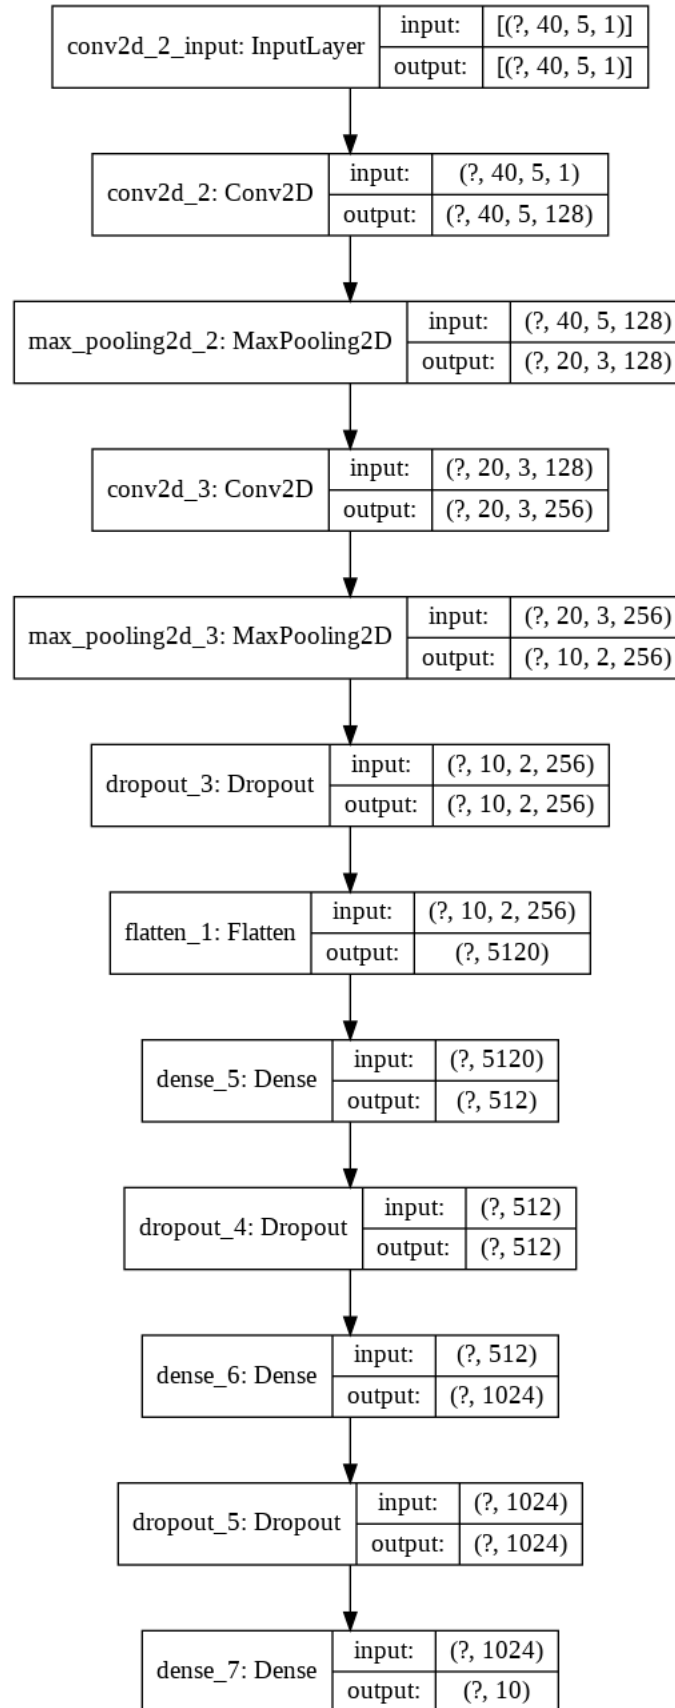 conv2d_2_input: InputLayer
input: [(?, 40, 5, 1)]
output: [(?, 40, 5, 1)]
conv2d_2: Conv2D
input: (?, 40, 5, 1)
output: (?, 40, 5, 128)
max_pooling2d_2: MaxPooling2D
input: (?, 40, 5, 128)
output: (?, 20, 3, 128)
conv2d_3: Conv2D
input: (?, 20, 3, 128)
output: (?, 20, 3, 256)
max_pooling2d_3: MaxPooling2D
input: (?, 20, 3, 256)
output: (?, 10, 2, 256)
dropout_3: Dropout
input: (?, 10, 2, 256)
output: (?, 10, 2, 256)
flatten_1: Flatten
input: (?, 10, 2, 256)
output: (?, 5120)
dense_5: Dense
input: (?, 5120)
output: (?, 512)
dropout_4: Dropout
input: (?, 512)
output: (?, 512)
dense_6: Dense
input: (?, 512)
output: (?, 1024)
dropout_5: Dropout
input: (?, 1024)
output: (?, 1024)
dense_7: Dense
input: (?, 1024)
output: (?, 10)